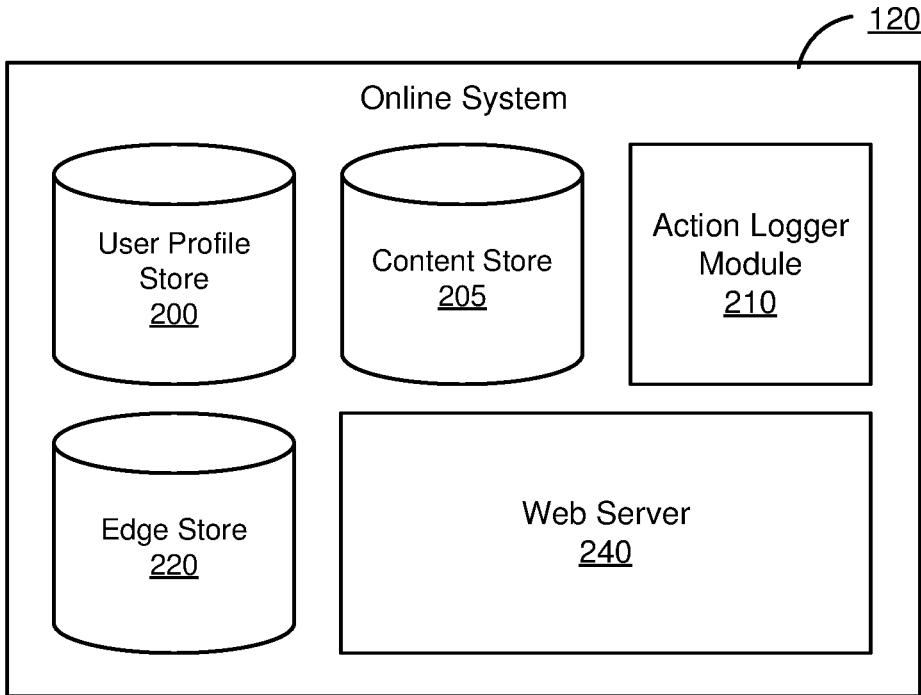 120
Online System
User Profile
Store
200
Content Store
205
Action Logger
Module
210
Edge Store
220
Web Server
240